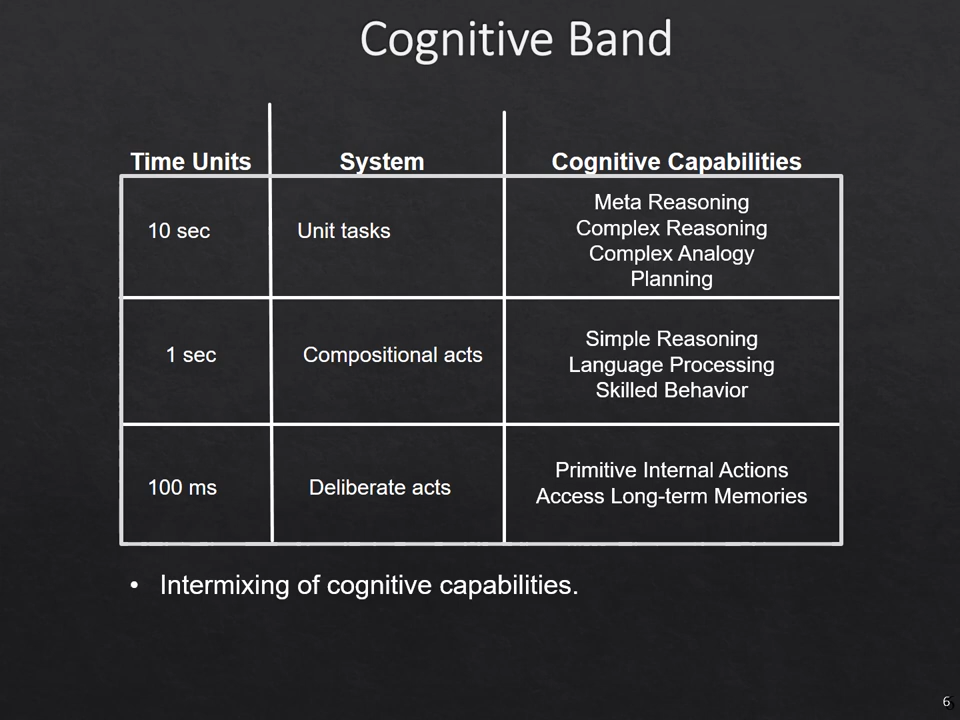 Cognitive Band
Time Units System Cognitive Capabilities
10 sec Unit tasks
Meta Reasoning
Complex Reasoning
Complex Analogy
Planning
1 sec Compositional acts
Simple Reasoning
Language Processing
Skilled Behavior
100 ms Deliberate acts
Primitive Internal Actions
Access Long-term Memories
• Intermixing of cognitive capabilities.
6